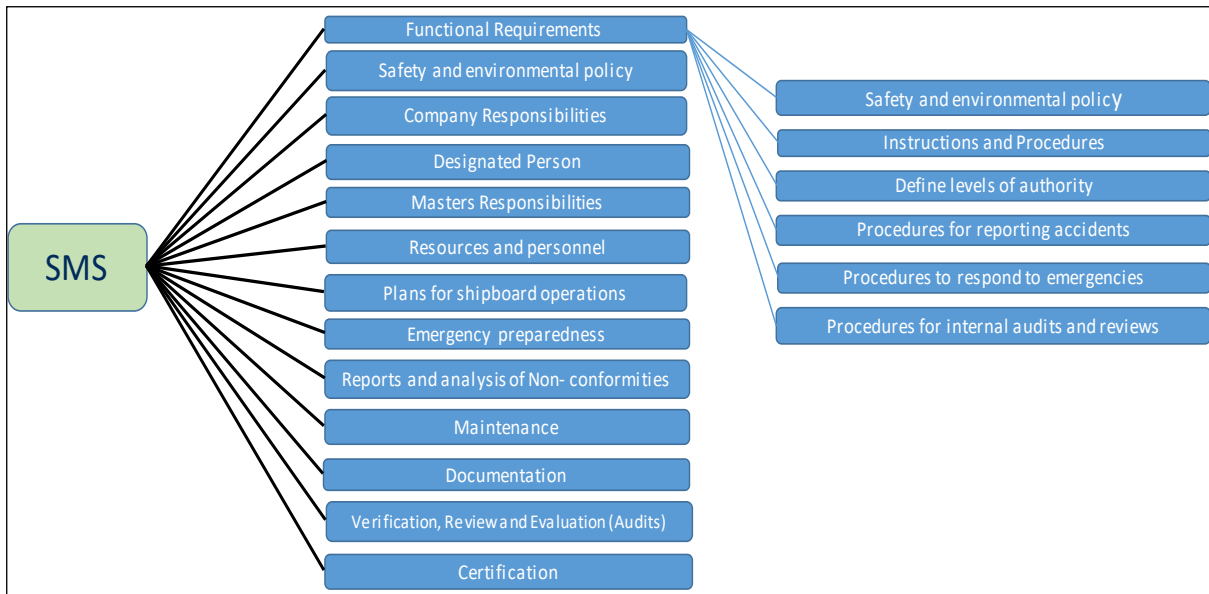 SMS
Functional Requirements
Safety and environmental policy
Company Responsibilities
Designated Person
Masters Responsibilities
Resources and personnel
Plans for shipboard operations
Emergency preparedness
Reports and analysis of Non- conformities
Maintenance
Documentation
Verification, Review and Evaluation (Audits)
Certification
Safety and environmental policy
Instructions and Procedures
Define levels of authority
Procedures for reporting accidents
Procedures to respond to emergencies
Procedures for internal audits and reviews